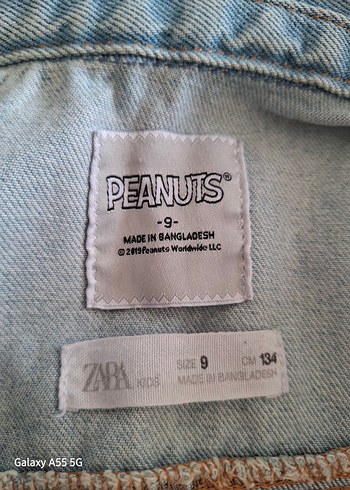 PEANUTS®
-9-
MADE IN BANGLADESH
© 2019 Peanuts Worldwide LLC
ZARA KIDS SIZE 9 CM 134
MADE IN BANGLADESH
Galaxy A55 5G